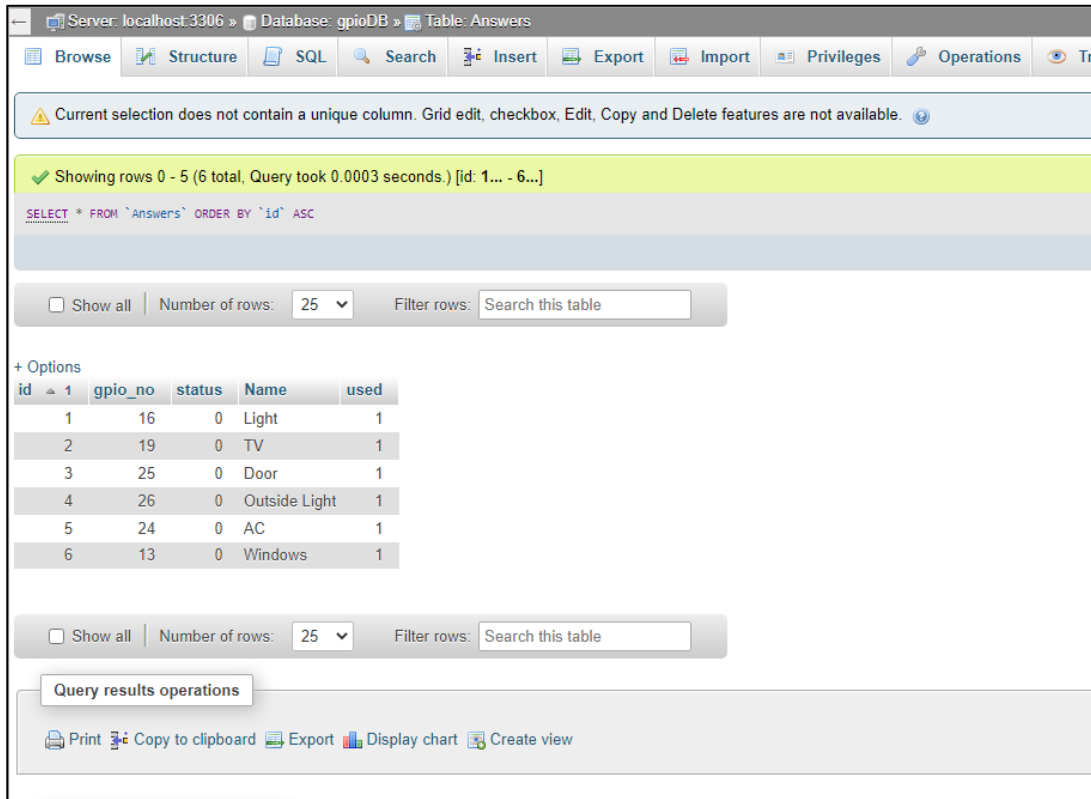 ← Server: localhost:3306 » Database: gpioDB » Table: Answers
Browse Structure SQL Search Insert Export Import Privileges Operations Tr
Current selection does not contain a unique column. Grid edit, checkbox, Edit, Copy and Delete features are not available.
Showing rows 0 - 5 (6 total, Query took 0.0003 seconds.) [id: 1... - 6...]
SELECT * FROM `Answers` ORDER BY `id` ASC
Show all Number of rows: 25 Filter rows: Search this table
+ Options
id 1 gpio_no status Name used
1 16 0 Light 1
2 19 0 TV 1
3 25 0 Door 1
4 26 0 Outside Light 1
5 24 0 AC 1
6 13 0 Windows 1
Show all Number of rows: 25 Filter rows: Search this table
Query results operations
Print Copy to clipboard Export Display chart Create view